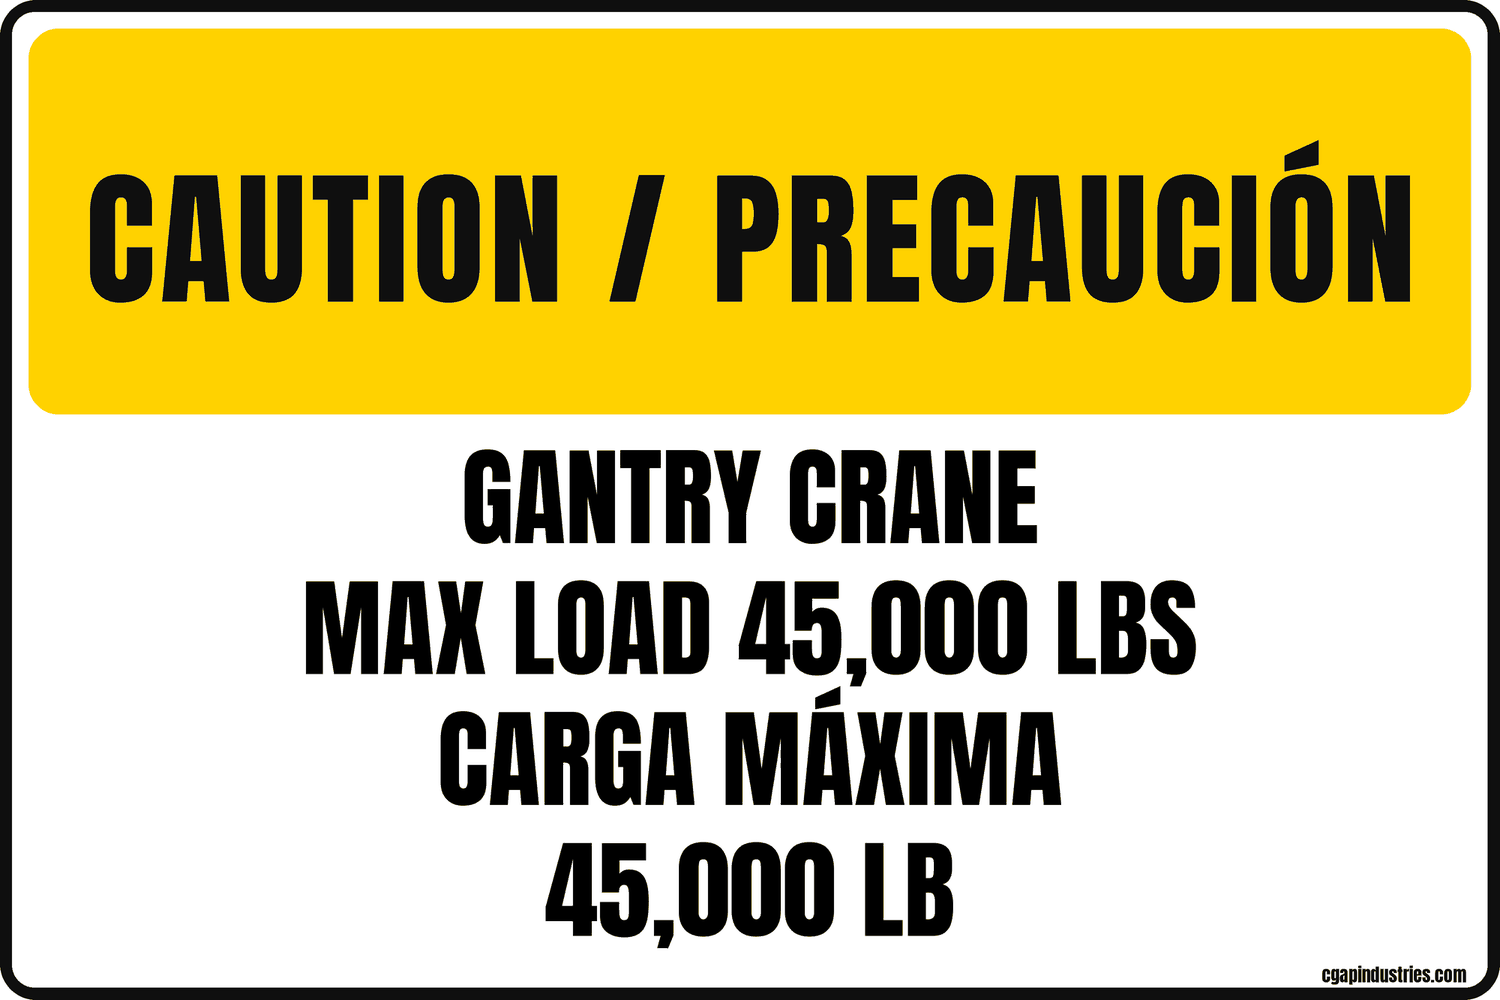 CAUTION / PRECAUCIÓN
GANTRY CRANE
MAX LOAD 45,000 LBS
CARGA MÁXIMA
45,000 LB
cgapindustries.com